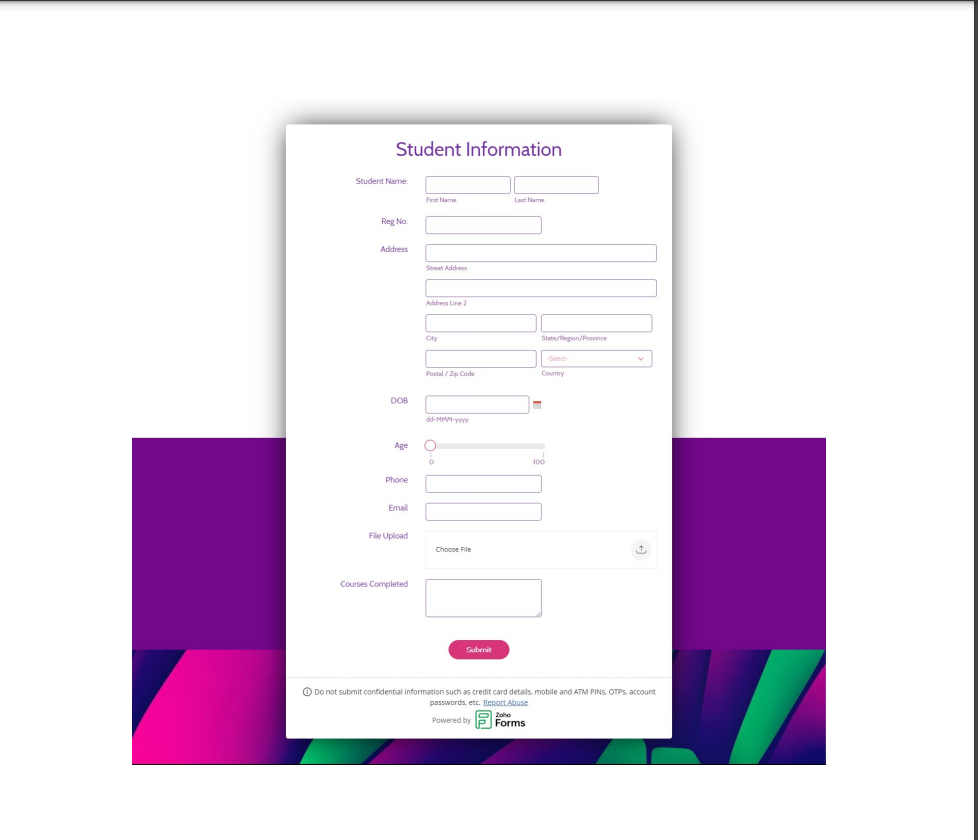 Student Information
Student Name:
First Name
Last Name
Reg No:
Address
Street Address
Address Line 2
City
State/Region/Province
-Select-
Postal / Zip Code
Country
DOB
dd-MMM-yyyy
Age
0
100
Phone
Email
File Upload
Choose File
Courses Completed
Submit
Do not submit confidential information such as credit card details, mobile and ATM PINs, OTPs, account
passwords, etc. Report Abuse
Powered by Zoho Forms